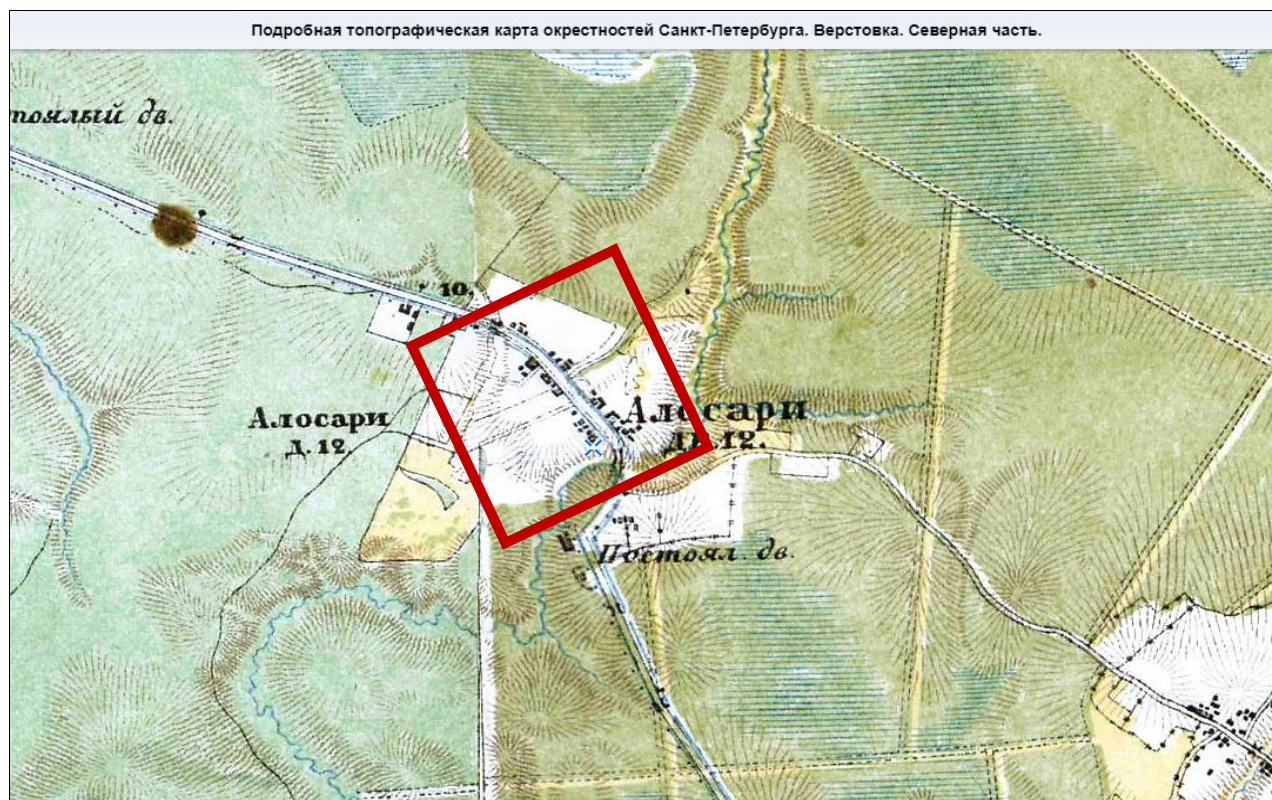 Подробная топографическая карта окрестностей Санкт-Петербурга. Верстовка. Северная часть.
тоялый дв.
10.
Алосари
д. 12.
Алосари
Д. 12.
Постоял. дв.